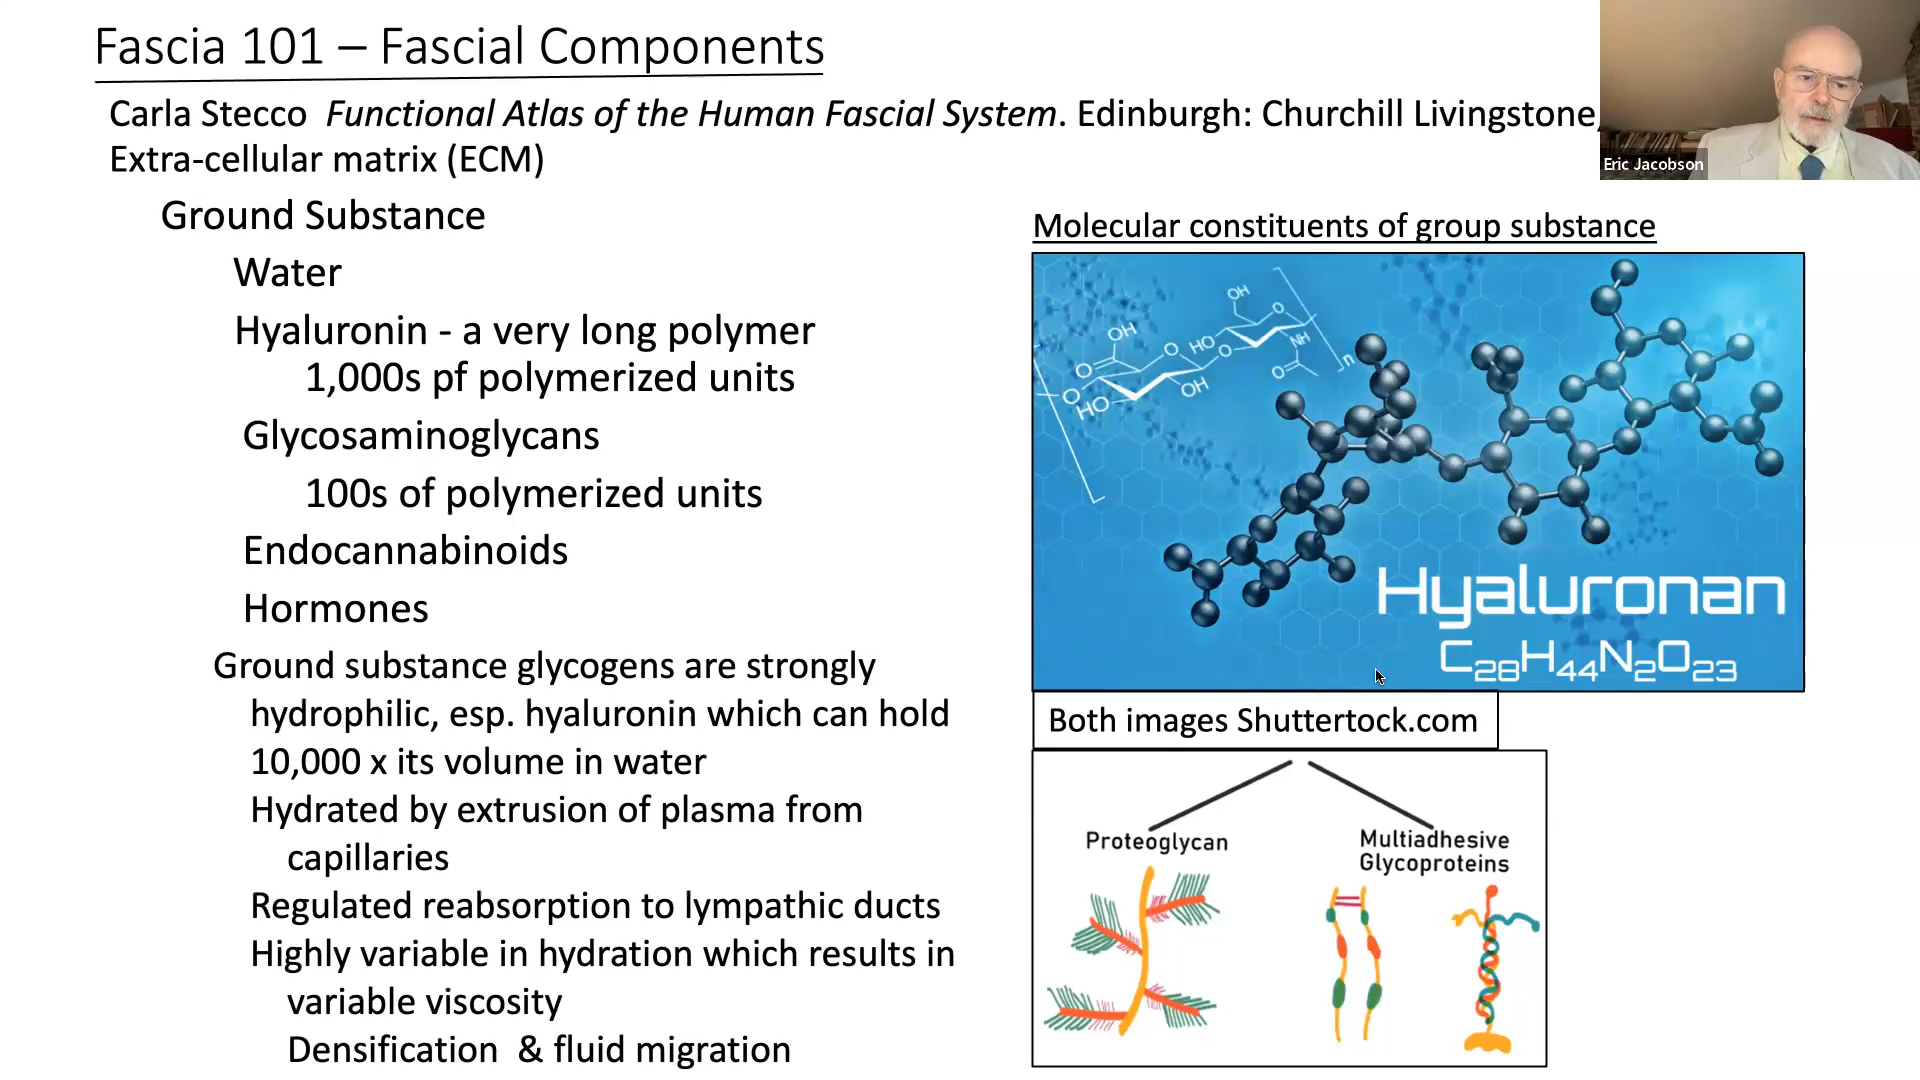 Fascia 101 – Fascial Components
Carla Stecco Functional Atlas of the Human Fascial System. Edinburgh: Churchill Livingstone,
Extra-cellular matrix (ECM)
Ground Substance
Water
Hyaluronin - a very long polymer
1,000s pf polymerized units
Glycosaminoglycans
100s of polymerized units
Endocannabinoids
Hormones
Ground substance glycogens are strongly
hydrophilic, esp. hyaluronin which can hold
10,000 x its volume in water
Hydrated by extrusion of plasma from
capillaries
Regulated reabsorption to lympathic ducts
Highly variable in hydration which results in
variable viscosity
Densification & fluid migration
Eric Jacobson
Molecular constituents of group substance
OH
O
OH
O
O
HO
O
NH
n
O
O
OH
HO
Hyaluronan
C28H44N2O23
Both images Shuttertock.com
Proteoglycan
Multiadhesive
Glycoproteins